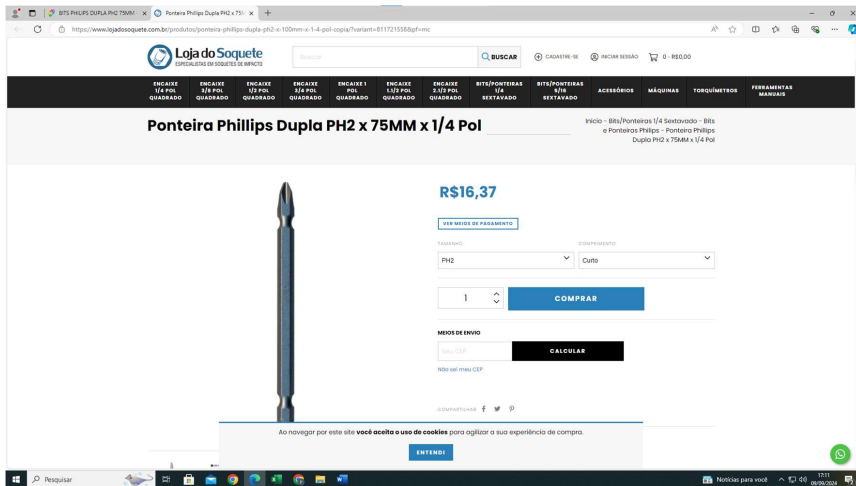 BITS PHILIPS DUPLA PH2 75MM
Ponteira Phillips Dupla PH2 x 75
https://www.lojadosoquete.com.br/produtos/ponteira-phillips-dupla-ph2-x-100mm-x-1-4-pol-copia/?variant=811721555&pf=mc
Loja do Soquete
ESPECIALISTAS EM SOQUETES DE IMPACTO
Buscar
BUSCAR
CADASTRE-SE
INICIAR SESSÃO
0 - R$0,00
ENCAIXE 1/4 POL QUADRADO
ENCAIXE 3/8 POL QUADRADO
ENCAIXE 1/2 POL QUADRADO
ENCAIXE 3/4 POL QUADRADO
ENCAIXE 1 POL QUADRADO
ENCAIXE 1.1/2 POL QUADRADO
ENCAIXE 2.1/2 POL QUADRADO
BITS/PONTEIRAS 1/4 SEXTAVADO
BITS/PONTEIRAS 5/16 SEXTAVADO
ACESSÓRIOS
MÁQUINAS
TORQUÍMETROS
FERRAMENTAS MANUAIS
Ponteira Phillips Dupla PH2 x 75MM x 1/4 Pol
Início - Bits/Ponteiras 1/4 Sextavado - Bits
e Ponteiras Philips - Ponteira Phillips
Dupla PH2 x 75MM x 1/4 Pol
R$16,37
VER MEIOS DE PAGAMENTO
TAMANHO
COMPRIMENTO
PH2
Curto
1
COMPRAR
MEIOS DE ENVIO
Seu CEP
CALCULAR
Não sei meu CEP
COMPARTILHAR
Ao navegar por este site você aceita o uso de cookies para agilizar a sua experiência de compra.
ENTENDI
Pesquisar
Notícias para você
17:11
09/09/2024